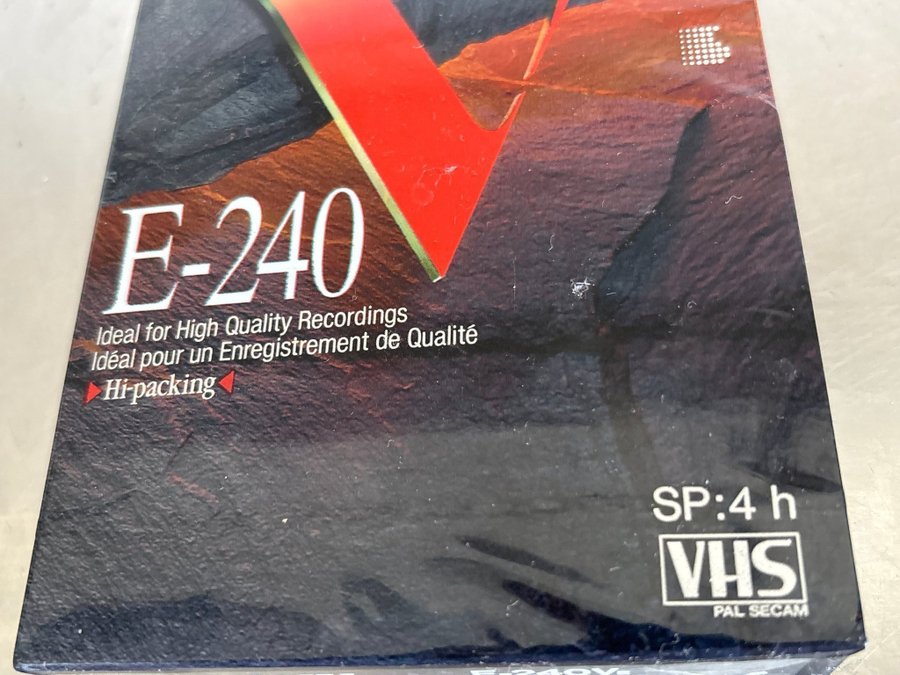 E-240
Ideal for High Quality Recordings
Idéal pour un Enregistrement de Qualité
Hi-packing
SP:4 h
VHS
PAL SECAM